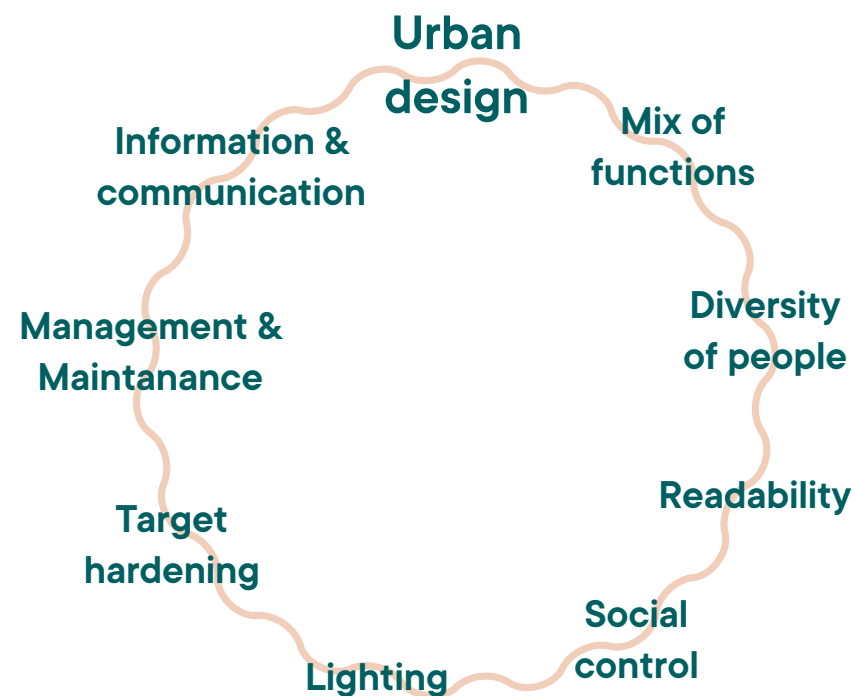 Urban
design
Mix of
functions
Diversity
of people
Readability
Social
control
Lighting
Target
hardening
Management &
Maintanance
Information &
communication